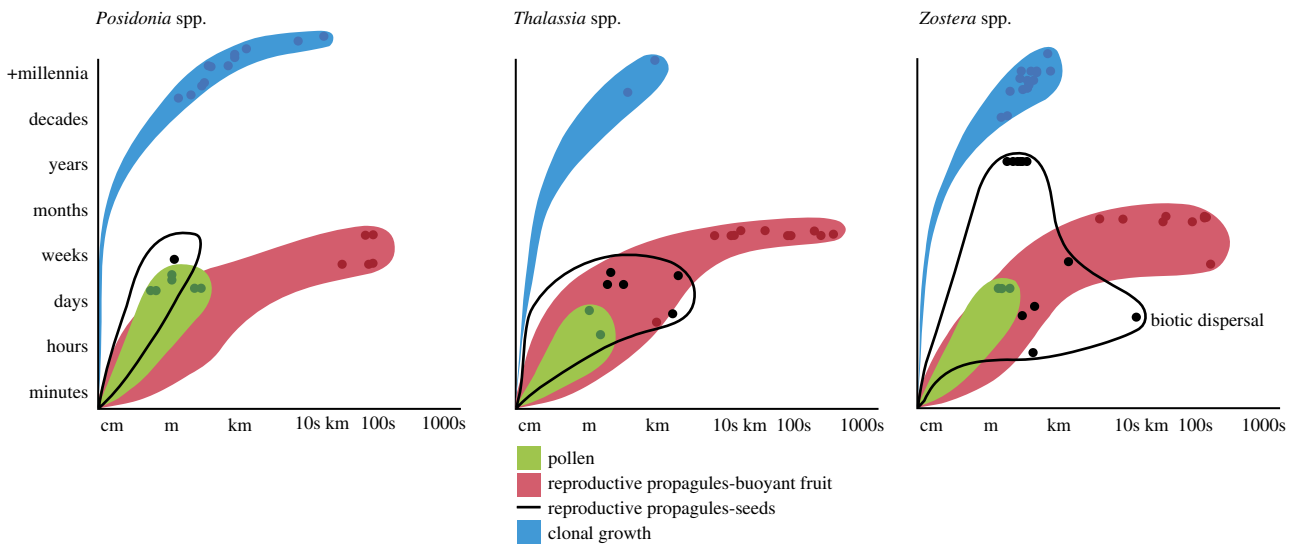 Posidonia spp.
Thalassia spp.
Zostera spp.
+millennia
decades
years
months
weeks
days
hours
minutes
biotic dispersal
cm m km 10s km 100s 1000s
cm m km 10s km 100s 1000s
cm m km 10s km 100s 1000s
pollen
reproductive propagules-buoyant fruit
reproductive propagules-seeds
clonal growth